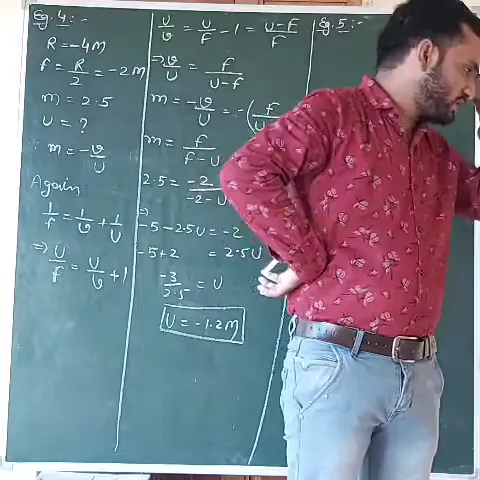 Eg. 4 :-
R = -4M
f = R/2 = -2M
m = 2.5
U = ?
∴ m = -v/U
Again
1/f = 1/v + 1/U
⇒ U/f = U/v + 1
U/v = U/f - 1 = U-f/f
⇒ v/U = f/U-f
m = -v/U = -(f/U
m = f/f-U
2.5 = -2/-2-U
⇒
-5-2.5U = -2
-5+2 = 2.5U
-3/2.5 = U
U = -1.2M
Eg. 5 :-